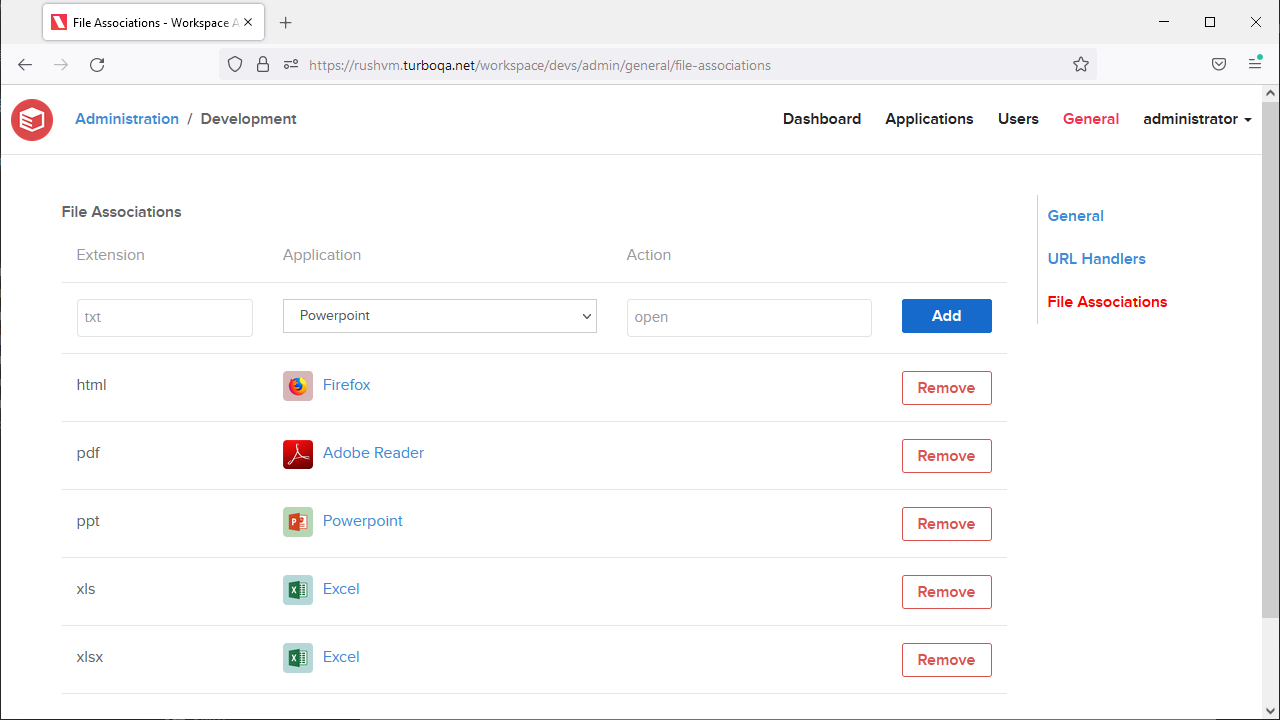 File Associations - Workspace A
https://rushvm.turboqa.net/workspace/devs/admin/general/file-associations
Administration / Development
Dashboard Applications Users General administrator
File Associations
Extension Application Action
txt Powerpoint open Add
html Firefox Remove
pdf Adobe Reader Remove
ppt Powerpoint Remove
xls Excel Remove
xlsx Excel Remove
General
URL Handlers
File Associations